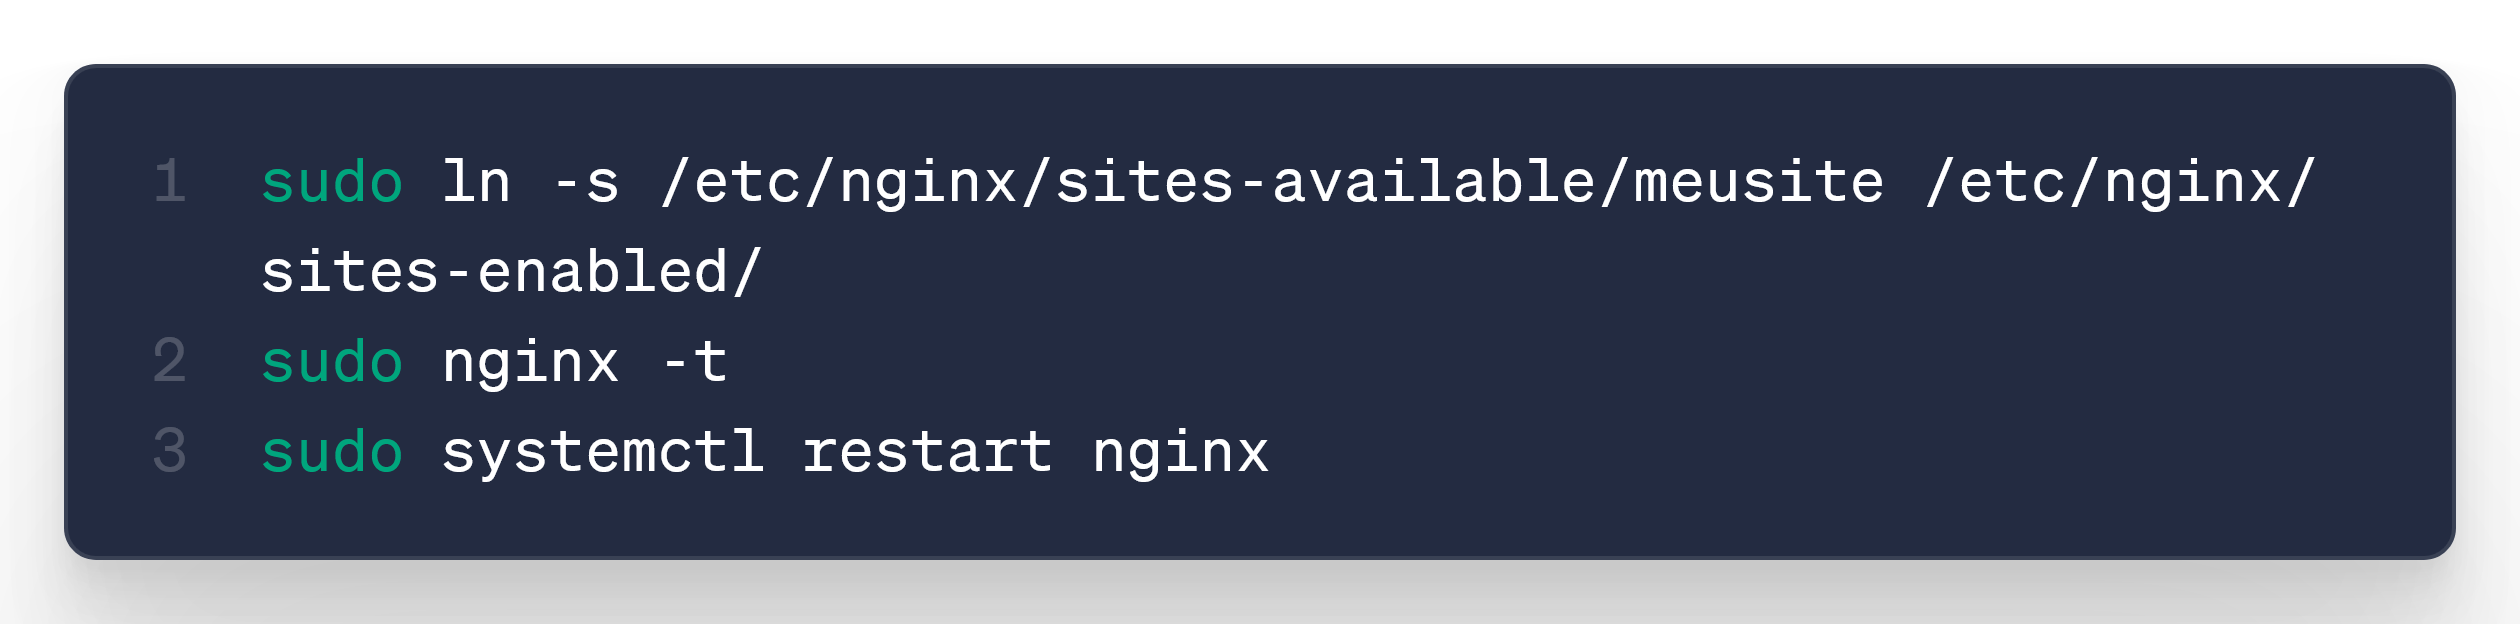 1 sudo ln -s /etc/nginx/sites-available/meusite /etc/nginx/
sites-enabled/
2 sudo nginx -t
3 sudo systemctl restart nginx